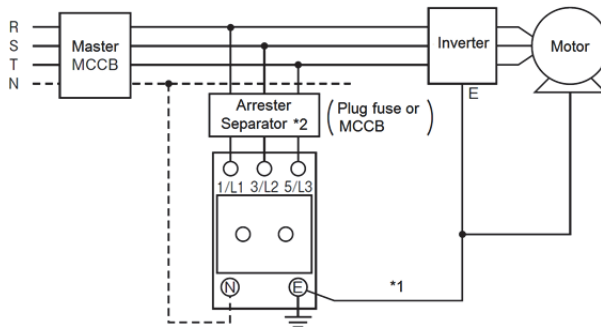 R
S
T
N
Master
MCCB
Inverter
Motor
E
Arrester
Separator *2
(Plug fuse or
MCCB)
1/L1 3/L2 5/L3
N
E
*1